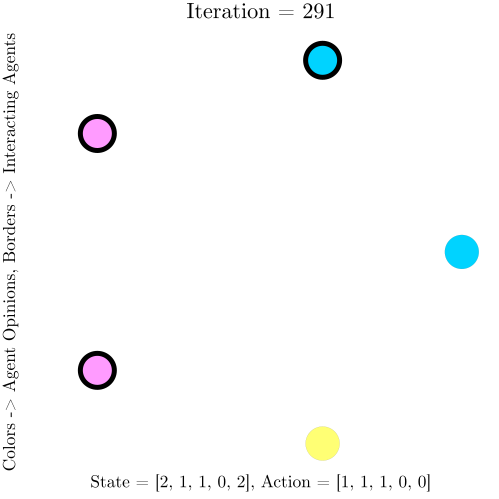 Iteration = 291
Colors -> Agent Opinions, Borders -> Interacting Agents
State = [2, 1, 1, 0, 2], Action = [1, 1, 1, 0, 0]